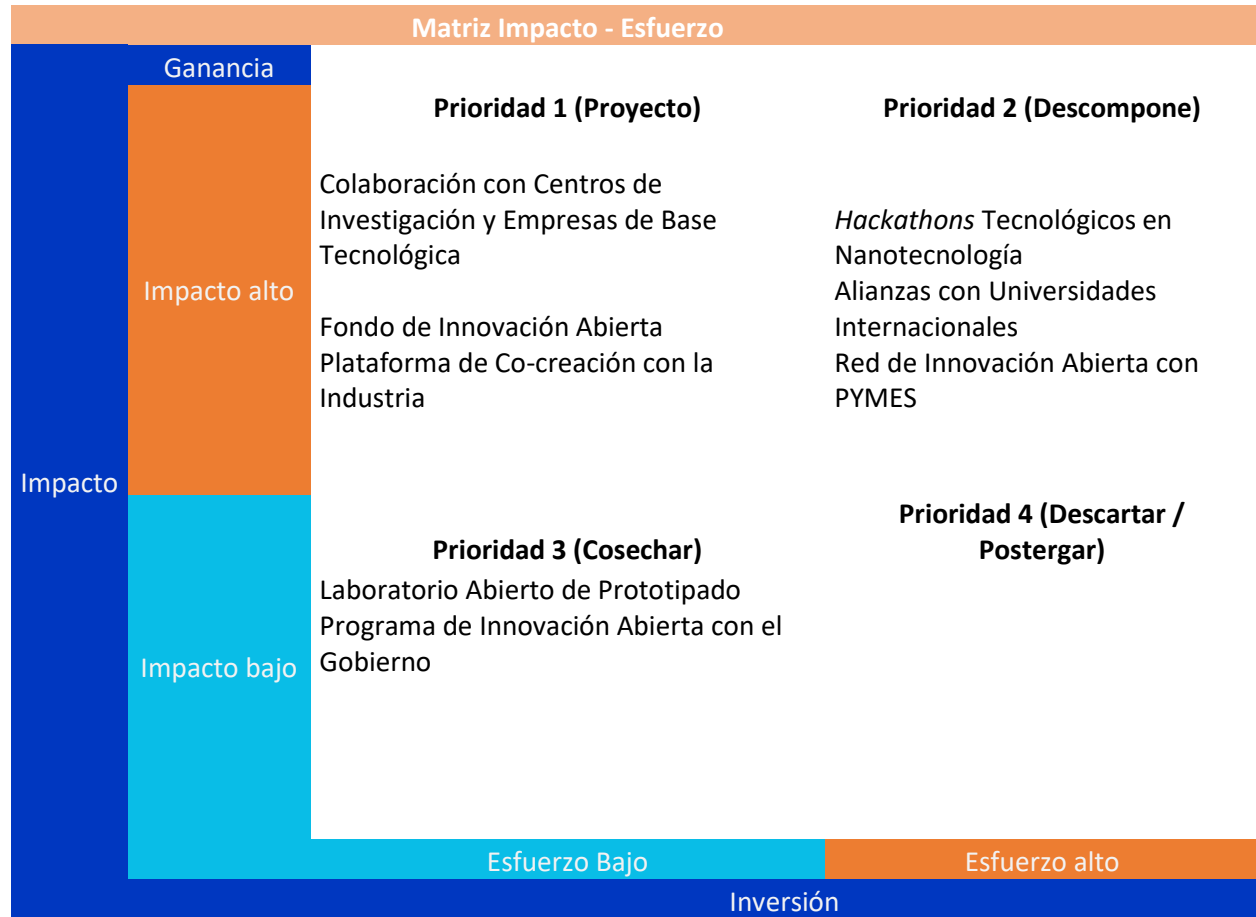 Matriz Impacto - Esfuerzo
Ganancia
Prioridad 1 (Proyecto)
Prioridad 2 (Descompone)
Impacto alto
Colaboración con Centros de
Investigación y Empresas de Base
Tecnológica
Fondo de Innovación Abierta
Plataforma de Co-creación con la
Industria
Hackathons Tecnológicos en
Nanotecnología
Alianzas con Universidades
Internacionales
Red de Innovación Abierta con
PYMES
Impacto
Impacto bajo
Prioridad 3 (Cosechar)
Laboratorio Abierto de Prototipado
Programa de Innovación Abierta con el
Gobierno
Prioridad 4 (Descartar /
Postergar)
Esfuerzo Bajo
Esfuerzo alto
Inversión